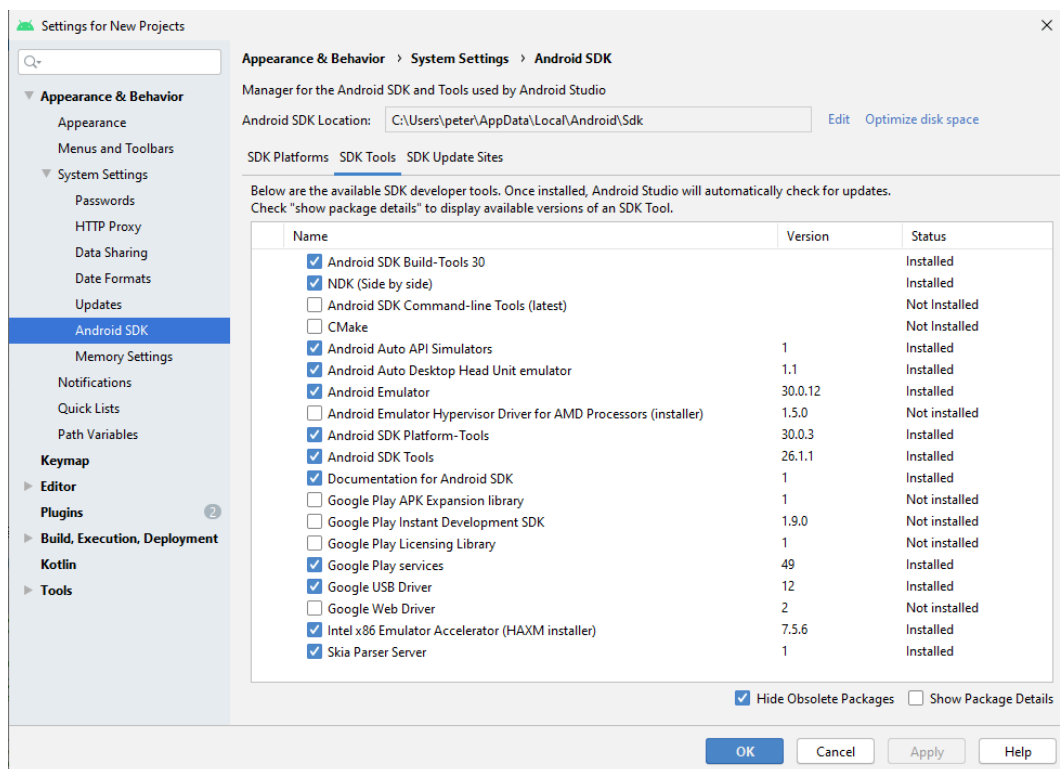 Settings for New Projects
Appearance & Behavior
Appearance
Menus and Toolbars
System Settings
Passwords
HTTP Proxy
Data Sharing
Date Formats
Updates
Android SDK
Memory Settings
Notifications
Quick Lists
Path Variables
Keymap
Editor
Plugins 2
Build, Execution, Deployment
Kotlin
Tools
Appearance & Behavior › System Settings › Android SDK
Manager for the Android SDK and Tools used by Android Studio
Android SDK Location: C:\Users\peter\AppData\Local\Android\Sdk Edit Optimize disk space
SDK Platforms SDK Tools SDK Update Sites
Below are the available SDK developer tools. Once installed, Android Studio will automatically check for updates.
Check "show package details" to display available versions of an SDK Tool.
Name Version Status
Android SDK Build-Tools 30 Installed
NDK (Side by side) Installed
Android SDK Command-line Tools (latest) Not Installed
CMake Not Installed
Android Auto API Simulators 1 Installed
Android Auto Desktop Head Unit emulator 1.1 Installed
Android Emulator 30.0.12 Installed
Android Emulator Hypervisor Driver for AMD Processors (installer) 1.5.0 Not installed
Android SDK Platform-Tools 30.0.3 Installed
Android SDK Tools 26.1.1 Installed
Documentation for Android SDK 1 Installed
Google Play APK Expansion library 1 Not installed
Google Play Instant Development SDK 1.9.0 Not installed
Google Play Licensing Library 1 Not installed
Google Play services 49 Installed
Google USB Driver 12 Installed
Google Web Driver 2 Not installed
Intel x86 Emulator Accelerator (HAXM installer) 7.5.6 Installed
Skia Parser Server 1 Installed
Hide Obsolete Packages Show Package Details
OK Cancel Apply Help